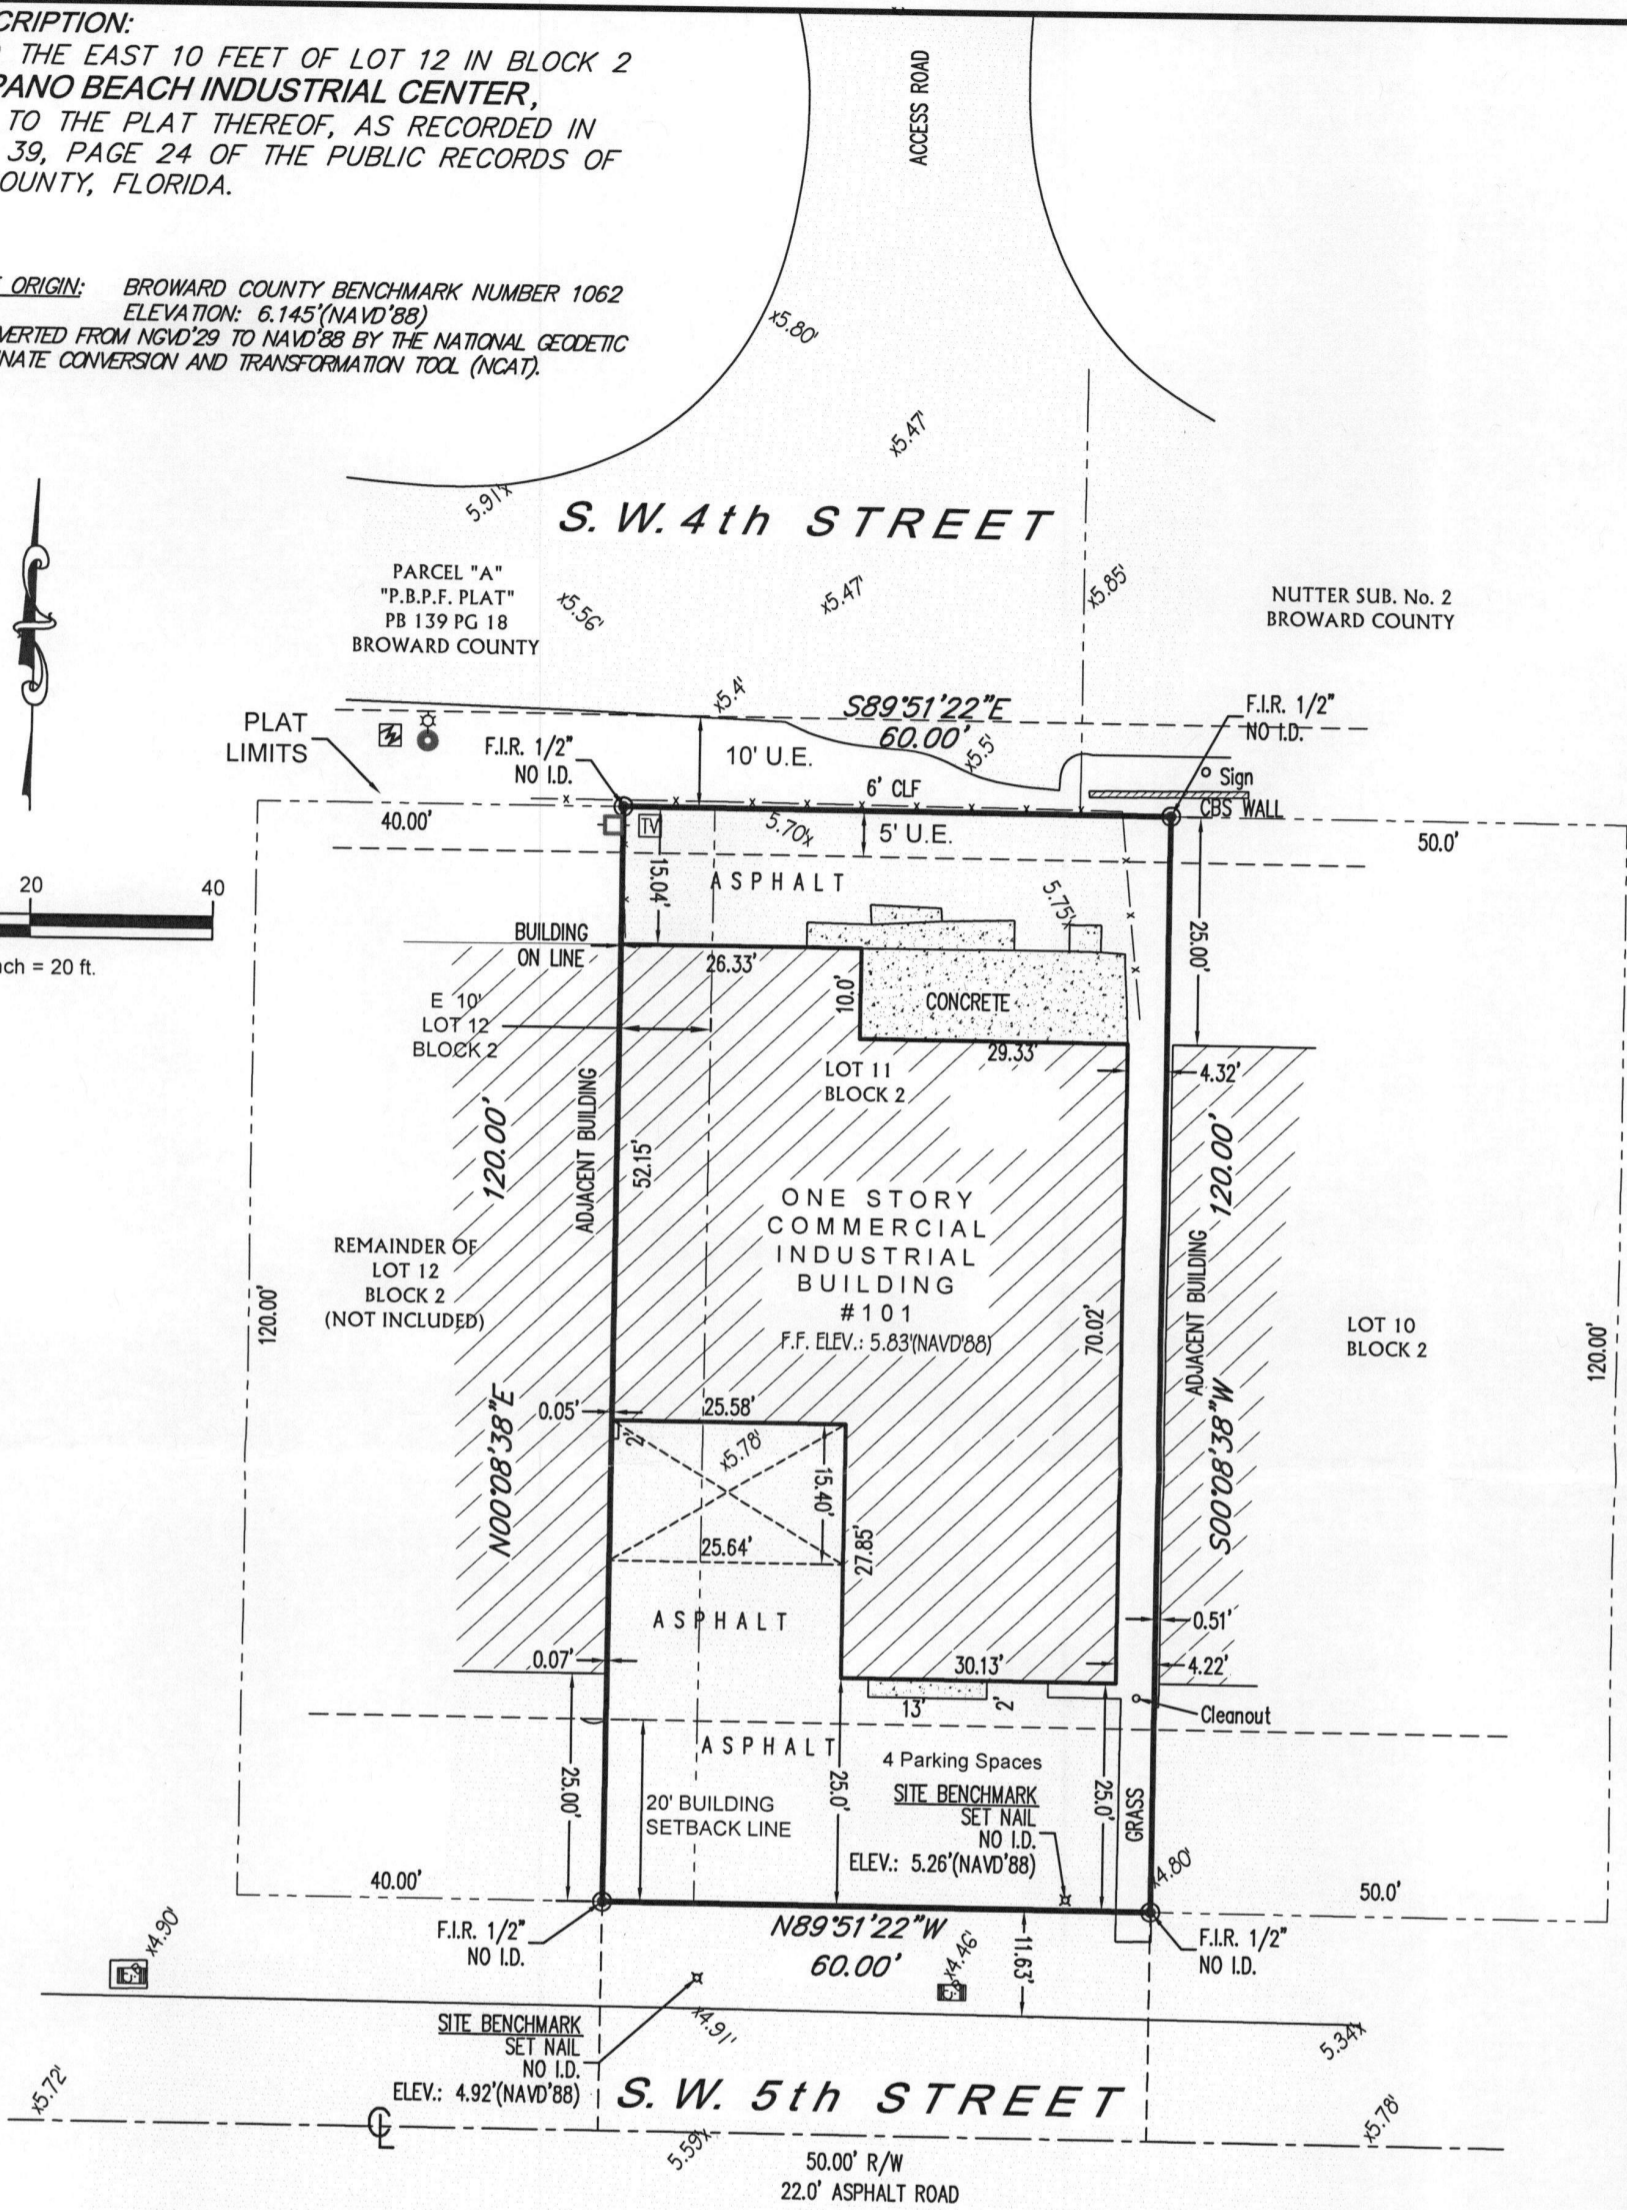 CRIPTION:
THE EAST 10 FEET OF LOT 12 IN BLOCK 2
PANO BEACH INDUSTRIAL CENTER,
TO THE PLAT THEREOF, AS RECORDED IN
39, PAGE 24 OF THE PUBLIC RECORDS OF
OUNTY, FLORIDA.
ORIGIN: BROWARD COUNTY BENCHMARK NUMBER 1062
ELEVATION: 6.145'(NAVD'88)
VERTED FROM NGVD'29 TO NAVD'88 BY THE NATIONAL GEODETIC
NATE CONVERSION AND TRANSFORMATION TOOL (NCAT).
ACCESS ROAD
x5.80'
x5.47'
5.91'x
S. W. 4th STREET
PARCEL "A"
"P.B.P.F. PLAT"
PB 139 PG 18
BROWARD COUNTY
x5.56'
x5.47'
x5.85'
NUTTER SUB. No. 2
BROWARD COUNTY
PLAT
LIMITS
F.I.R. 1/2"
NO I.D.
x5.4'
10' U.E.
S89°51'22"E
60.00'
x5.5'
F.I.R. 1/2"
NO I.D.
Sign
6' CLF
CBS WALL
40.00'
TV
5.70'x
5' U.E.
50.0'
20
40
nch = 20 ft.
15.04'
ASPHALT
5.75'
25.00'
BUILDING
ON LINE
26.33'
10.0'
CONCRETE
29.33'
E 10'
LOT 12
BLOCK 2
LOT 11
BLOCK 2
4.32'
120.00'
ADJACENT BUILDING
52.15'
120.00'
ONE STORY
COMMERCIAL
INDUSTRIAL
BUILDING
#101
F.F. ELEV.: 5.83'(NAVD'88)
REMAINDER OF
LOT 12
BLOCK 2
(NOT INCLUDED)
120.00'
70.02'
ADJACENT BUILDING
LOT 10
BLOCK 2
120.00'
N00°08'38"E
S00°08'38"W
0.05'
25.58'
2'
x5.78'
15.40'
25.64'
27.85'
ASPHALT
0.51'
0.07'
30.13'
4.22'
13'
2'
Cleanout
ASPHALT
4 Parking Spaces
25.00'
20' BUILDING
SETBACK LINE
25.0'
SITE BENCHMARK
SET NAIL
NO I.D.
ELEV.: 5.26'(NAVD'88)
25.0'
GRASS
x4.80'
40.00'
50.0'
F.I.R. 1/2"
NO I.D.
N89°51'22"W
60.00'
F.I.R. 1/2"
NO I.D.
x4.90'
x4.46'
11.63'
SITE BENCHMARK
SET NAIL
NO I.D.
ELEV.: 4.92'(NAVD'88)
x4.91'
5.34'x
x5.72'
S. W. 5th STREET
x5.78'
5.59'x
50.00' R/W
22.0' ASPHALT ROAD